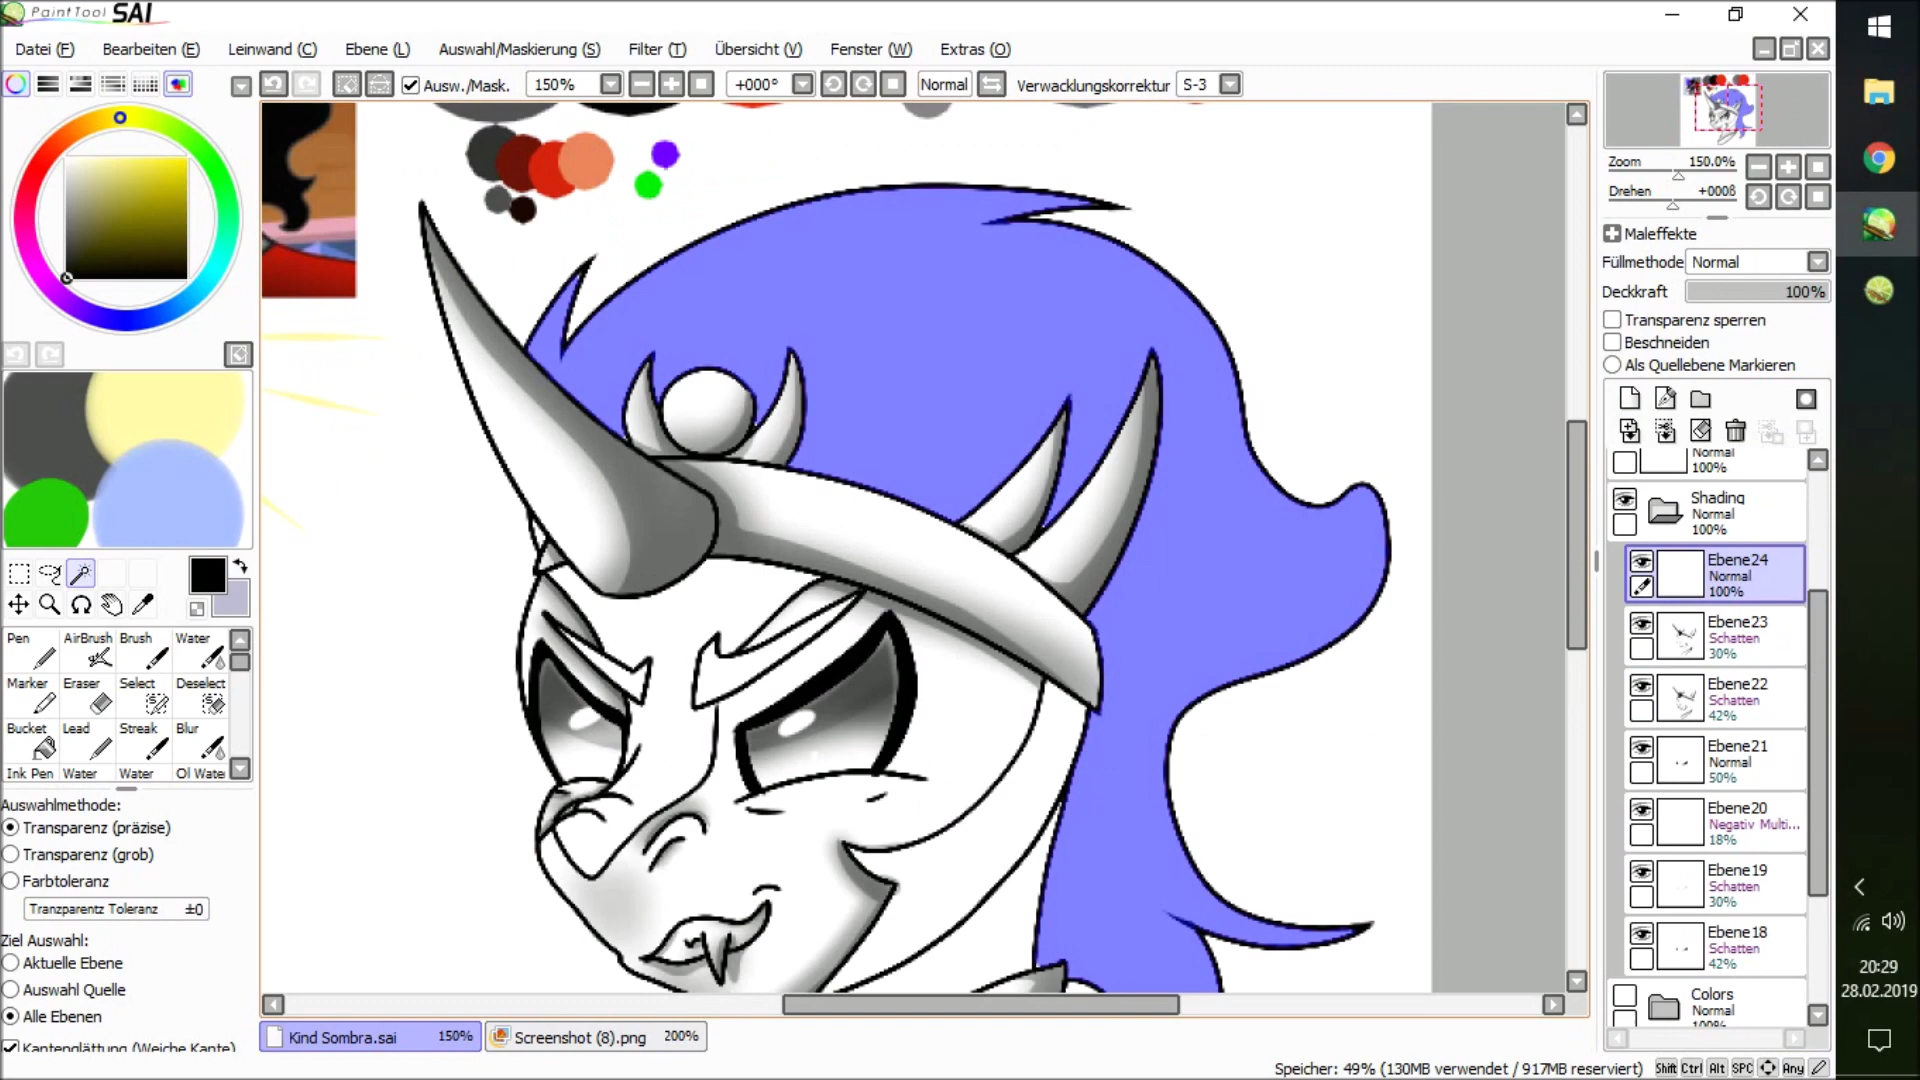 PaintTool SAI
Datei (F) Bearbeiten (E) Leinwand (C) Ebene (L) Auswahl/Maskierung (S) Filter (T) Übersicht (V) Fenster (W) Extras (O)
Ausw./Mask. 150% +000° Normal Verwacklungskorrektur S-3
Zoom 150.0%
Drehen +000ß
Maleffekte
Füllmethode Normal
Deckkraft 100%
Transparenz sperren
Beschneiden
Als Quellebene Markieren
Normal
100%
Shading
Normal
100%
Ebene24
Normal
100%
Ebene23
Schatten
30%
Ebene22
Schatten
42%
Ebene21
Normal
50%
Ebene20
Negativ Multi...
18%
Ebene19
Schatten
30%
Ebene18
Schatten
42%
Colors
Normal
100%
Pen AirBrush Brush Water
Marker Eraser Select Deselect
Bucket Lead Streak Blur
Ink Pen Water Water Ol Wate
Auswahlmethode:
Transparenz (präzise)
Transparenz (grob)
Farbtoleranz
Tranzparentz Toleranz ±0
Ziel Auswahl:
Aktuelle Ebene
Auswahl Quelle
Alle Ebenen
Kantenglättung (Weiche Kante)
Kind Sombra.sai 150% Screenshot (8).png 200%
Speicher: 49% (130MB verwendet / 917MB reserviert) Shift Ctrl Alt SPC Any
20:29
28.02.2019